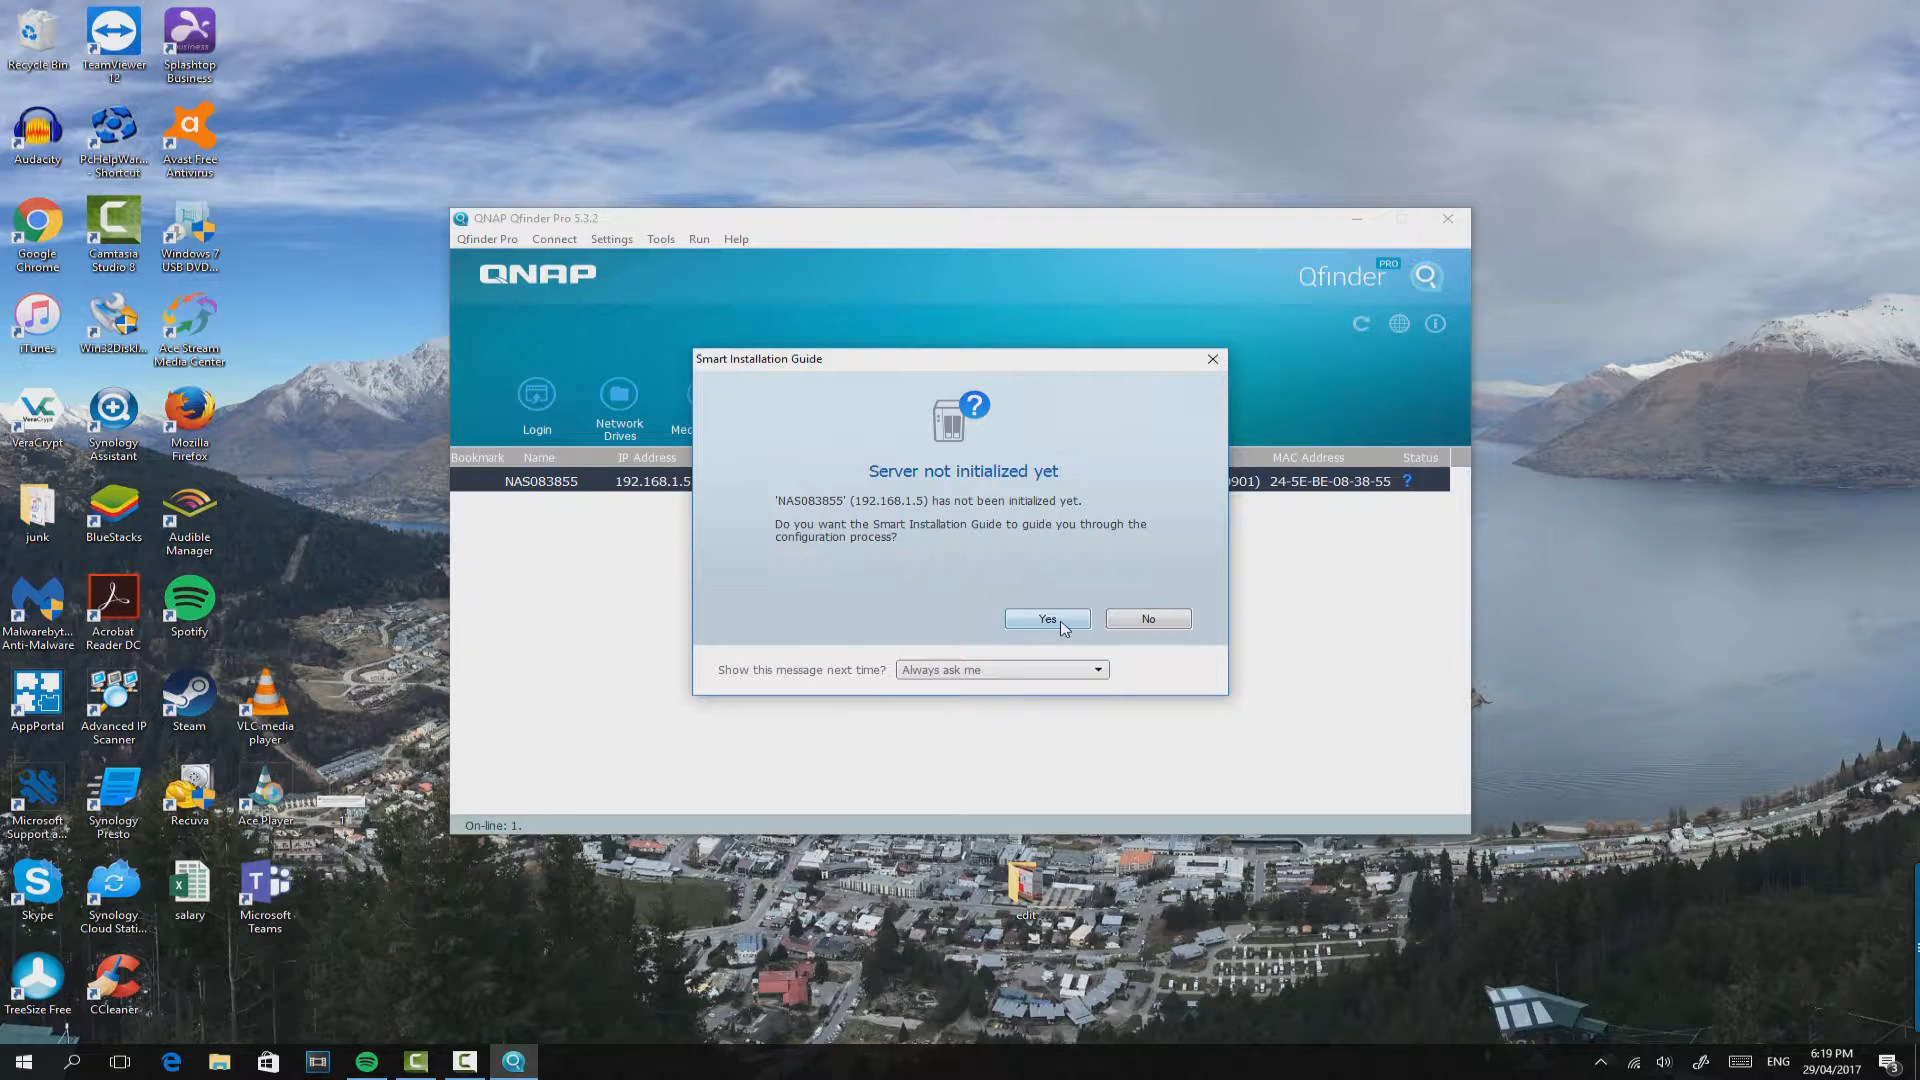 Recycle Bin
TeamViewer
12
Splashtop
Business
Audacity
PcHelpWar...
- Shortcut
Avast Free
Antivirus
Google
Chrome
Camtasia
Studio 8
Windows 7
USB DVD...
iTunes
Win32DiskI...
Ace Stream
Media Center
VeraCrypt
Synology
Assistant
Mozilla
Firefox
junk
BlueStacks
Audible
Manager
Malwarebyt...
Anti-Malware
Acrobat
Reader DC
Spotify
AppPortal
Advanced IP
Scanner
Steam
VLC media
player
Microsoft
Support a...
Synology
Presto
Recuva
Ace Player
1
Skype
Synology
Cloud Stati...
salary
Microsoft
Teams
TreeSize Free
CCleaner
edit
QNAP Qfinder Pro 5.3.2
Qfinder Pro Connect Settings Tools Run Help
QNAP
Qfinder PRO
Login
Network
Drives
Med
Bookmark Name IP Address MAC Address Status
NAS083855 192.168.1.5 0901) 24-5E-BE-08-38-55 ?
Smart Installation Guide
?
Server not initialized yet
'NAS083855' (192.168.1.5) has not been initialized yet.
Do you want the Smart Installation Guide to guide you through the
configuration process?
Yes No
Show this message next time? Always ask me
On-line: 1.
ENG
6:19 PM
29/04/2017
3